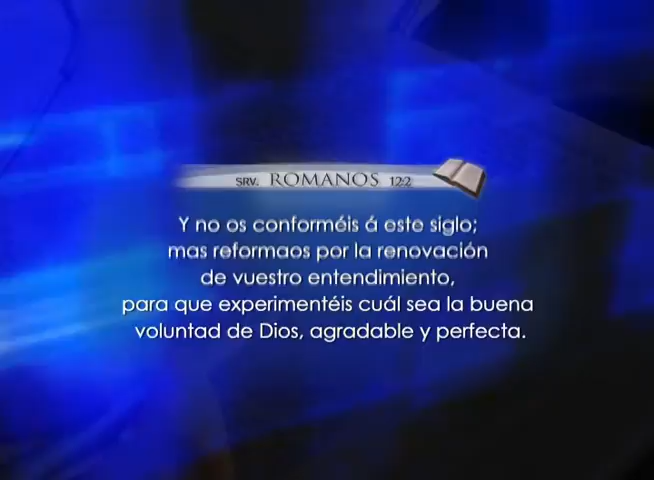 SRV. ROMANOS 12:2
Y no os conforméis á este siglo;
mas reformaos por la renovación
de vuestro entendimiento,
para que experimentéis cuál sea la buena
voluntad de Dios, agradable y perfecta.